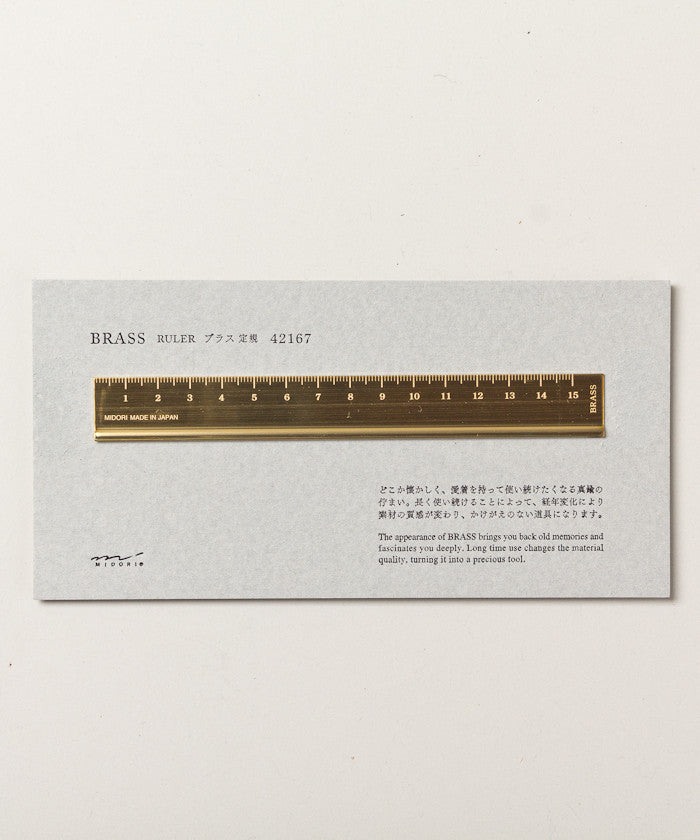 BRASS RULER ブラス定規 42167
1 2 3 4 5 6 7 8 9 10 11 12 13 14 15
BRASS
MIDORI MADE IN JAPAN
どこか懐かしく、愛着を持って使い続けたくなる真鍮の
佇まい。長く使い続けることによって、経年変化により
素材の質感が変わり、かけがえのない道具になります。
The appearance of BRASS brings you back old memories and
fascinates you deeply. Long time use changes the material
quality, turning it into a precious tool.
MIDORI